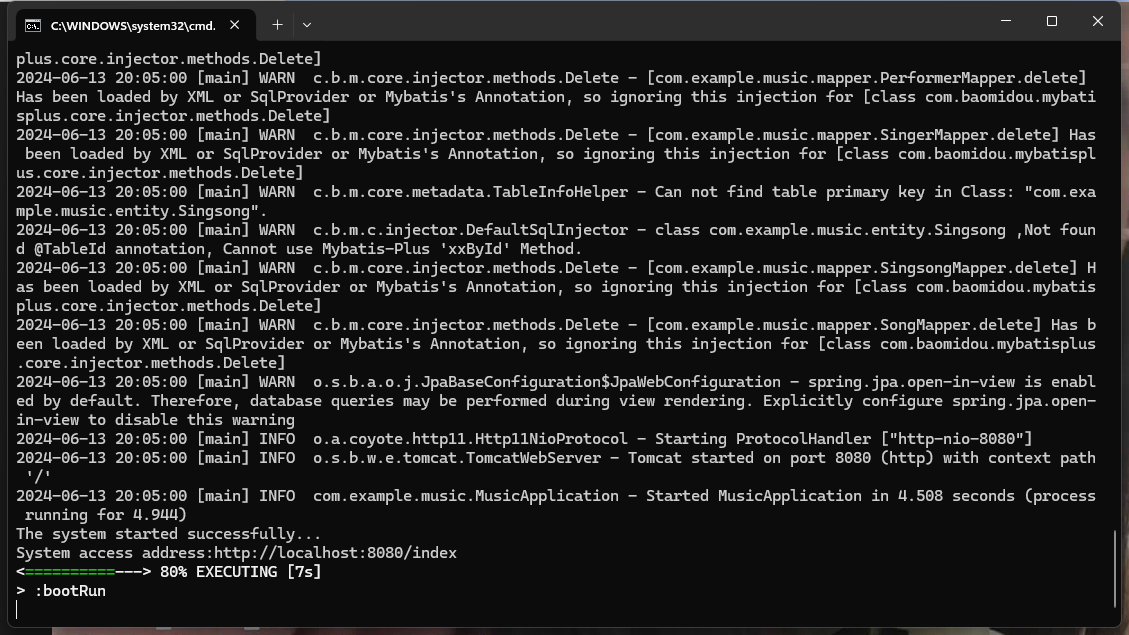 C:\WINDOWS\system32\cmd.
plus.core.injector.methods.Delete]
2024-06-13 20:05:00 [main] WARN  c.b.m.core.injector.methods.Delete - [com.example.music.mapper.PerformerMapper.delete]
Has been loaded by XML or SqlProvider or Mybatis's Annotation, so ignoring this injection for [class com.baomidou.mybati
splus.core.injector.methods.Delete]
2024-06-13 20:05:00 [main] WARN  c.b.m.core.injector.methods.Delete - [com.example.music.mapper.SingerMapper.delete] Has
 been loaded by XML or SqlProvider or Mybatis's Annotation, so ignoring this injection for [class com.baomidou.mybatispl
us.core.injector.methods.Delete]
2024-06-13 20:05:00 [main] WARN  c.b.m.core.metadata.TableInfoHelper - Can not find table primary key in Class: "com.exa
mple.music.entity.Singsong".
2024-06-13 20:05:00 [main] WARN  c.b.m.c.injector.DefaultSqlInjector - class com.example.music.entity.Singsong ,Not foun
d @TableId annotation, Cannot use Mybatis-Plus 'xxById' Method.
2024-06-13 20:05:00 [main] WARN  c.b.m.core.injector.methods.Delete - [com.example.music.mapper.SingsongMapper.delete] H
as been loaded by XML or SqlProvider or Mybatis's Annotation, so ignoring this injection for [class com.baomidou.mybatis
plus.core.injector.methods.Delete]
2024-06-13 20:05:00 [main] WARN  c.b.m.core.injector.methods.Delete - [com.example.music.mapper.SongMapper.delete] Has b
een loaded by XML or SqlProvider or Mybatis's Annotation, so ignoring this injection for [class com.baomidou.mybatisplus
.core.injector.methods.Delete]
2024-06-13 20:05:00 [main] WARN  o.s.b.a.o.j.JpaBaseConfiguration$JpaWebConfiguration - spring.jpa.open-in-view is enabl
ed by default. Therefore, database queries may be performed during view rendering. Explicitly configure spring.jpa.open-
in-view to disable this warning
2024-06-13 20:05:00 [main] INFO  o.a.coyote.http11.Http11NioProtocol - Starting ProtocolHandler ["http-nio-8080"]
2024-06-13 20:05:00 [main] INFO  o.s.b.w.e.tomcat.TomcatWebServer - Tomcat started on port 8080 (http) with context path
 '/'
2024-06-13 20:05:00 [main] INFO  com.example.music.MusicApplication - Started MusicApplication in 4.508 seconds (process
 running for 4.944)
The system started successfully...
System access address:http://localhost:8080/index
<==========---> 80% EXECUTING [7s]
> :bootRun